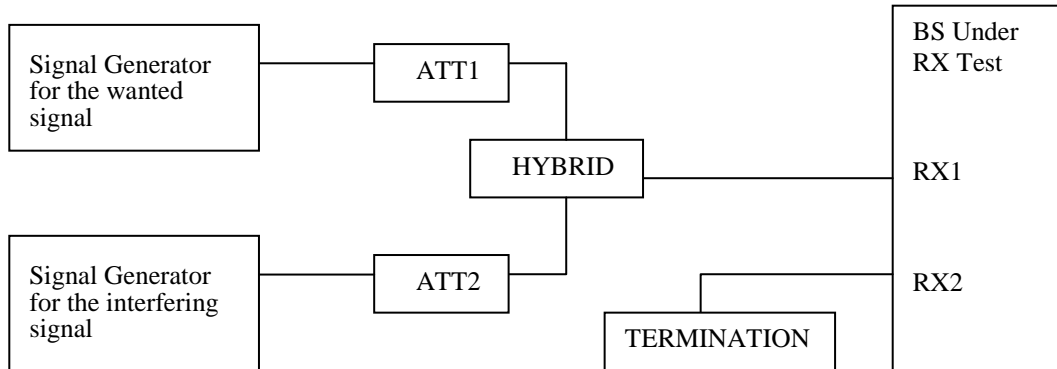 Signal Generator
for the wanted
signal
ATT1
HYBRID
Signal Generator
for the interfering
signal
ATT2
TERMINATION
BS Under
RX Test
RX1
RX2